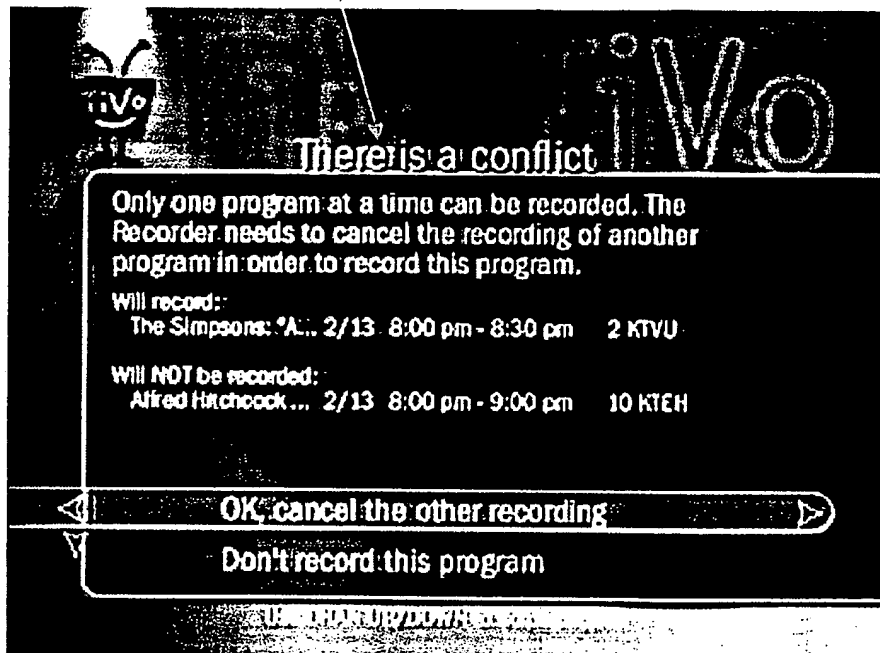 TiVo
TiVo
There is a conflict
Only one program at a time can be recorded. The
Recorder needs to cancel the recording of another
program in order to record this program.
Will record:
The Simpsons: "A... 2/13 8:00 pm - 8:30 pm 2 KTVU
Will NOT be recorded:
Alfred Hitchcock ... 2/13 8:00 pm - 9:00 pm 10 KTEH
OK, cancel the other recording
Don't record this program